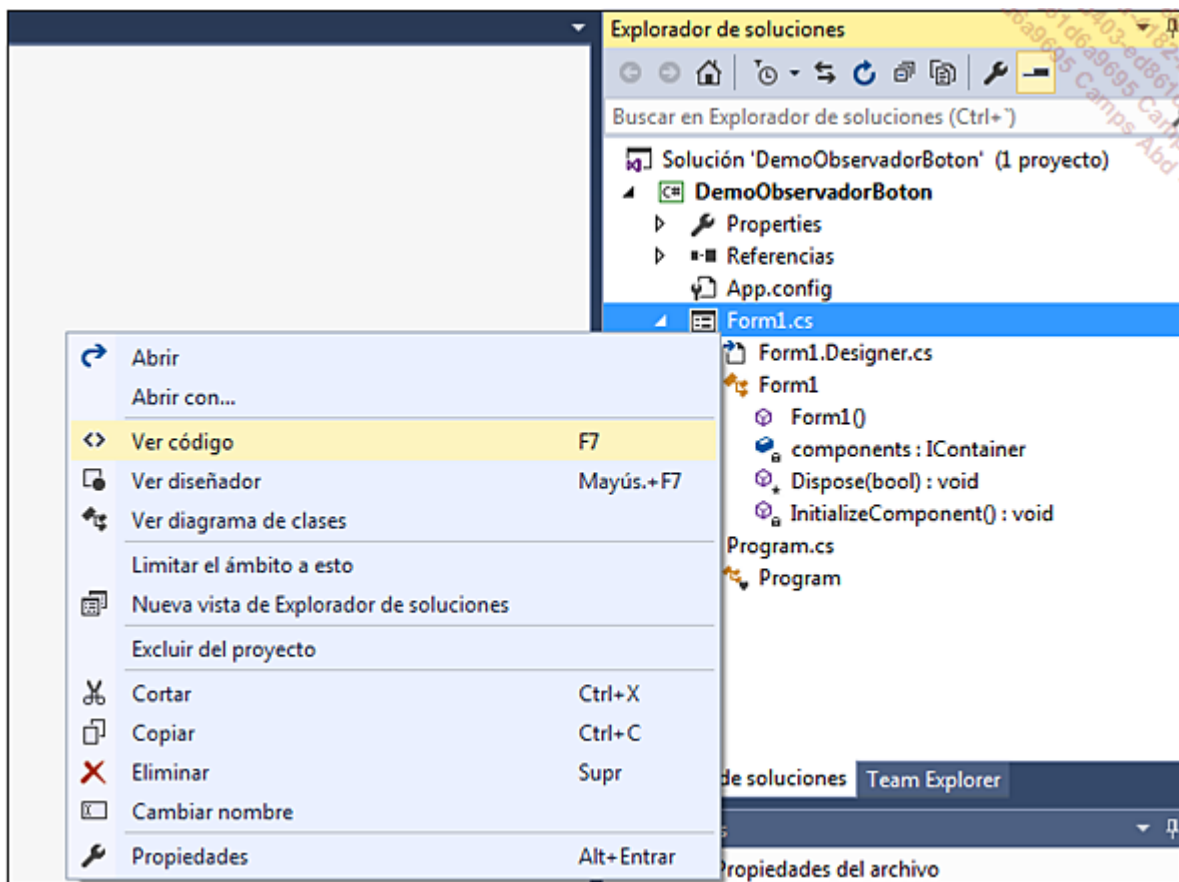 Explorador de soluciones
Buscar en Explorador de soluciones (Ctrl+`)
Solución 'DemoObservadorBoton' (1 proyecto)
C# DemoObservadorBoton
Properties
Referencias
App.config
Form1.cs
Form1.Designer.cs
Form1
Form1()
components : IContainer
Dispose(bool) : void
InitializeComponent() : void
Program.cs
Program
Abrir
Abrir con...
Ver código F7
Ver diseñador Mayús.+F7
Ver diagrama de clases
Limitar el ámbito a esto
Nueva vista de Explorador de soluciones
Excluir del proyecto
Cortar Ctrl+X
Copiar Ctrl+C
Eliminar Supr
Cambiar nombre
Propiedades Alt+Entrar
de soluciones Team Explorer
Propiedades del archivo